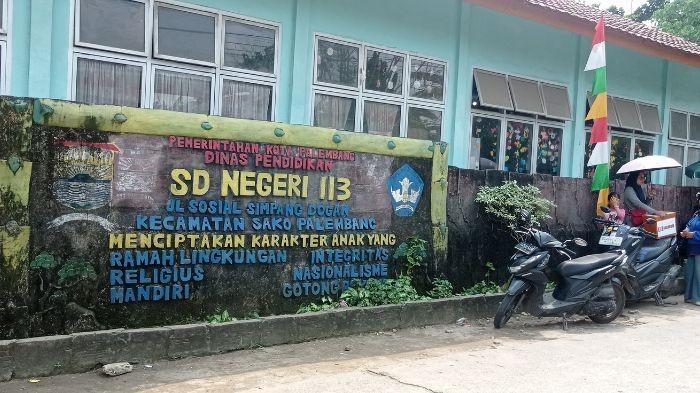 PEMERINTAHAN KOTA PALEMBANG
DINAS PENDIDIKAN
SD NEGERI 113
JL SOSIAL SIMPANG DOGAN
KECAMATAN SAKO PALEMBANG
MENCIPTAKAN KARAKTER ANAK YANG
RAMAH LINGKUNGAN INTEGRITAS
RELIGIUS NASIONALISME
MANDIRI GOTONG